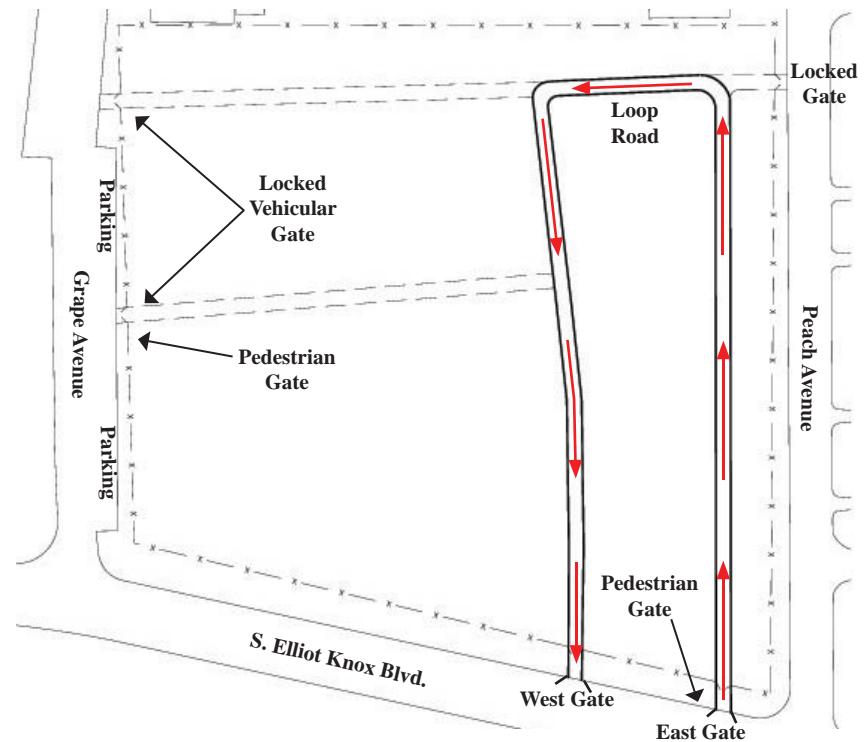 Locked
Gate
Loop
Road
Locked
Vehicular
Gate
Parking
Grape Avenue
Peach Avenue
Pedestrian
Gate
Parking
Pedestrian
Gate
S. Elliot Knox Blvd.
West Gate
East Gate